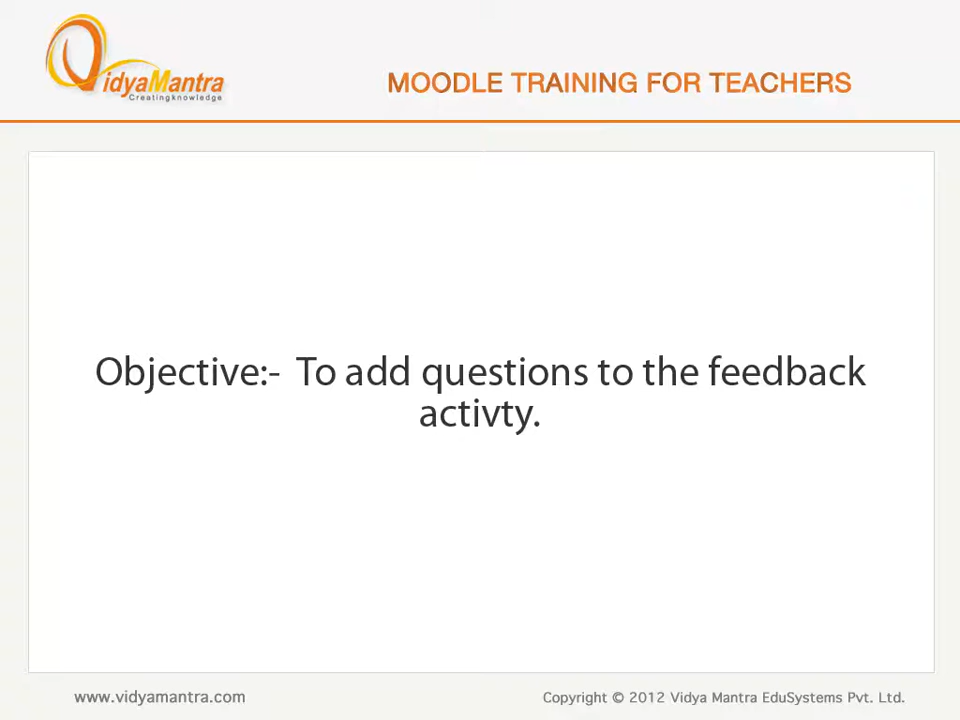 VidyaMantra
Creatingknowledge
MOODLE TRAINING FOR TEACHERS
Objective:- To add questions to the feedback
activty.
www.vidyamantra.com
Copyright © 2012 Vidya Mantra EduSystems Pvt. Ltd.